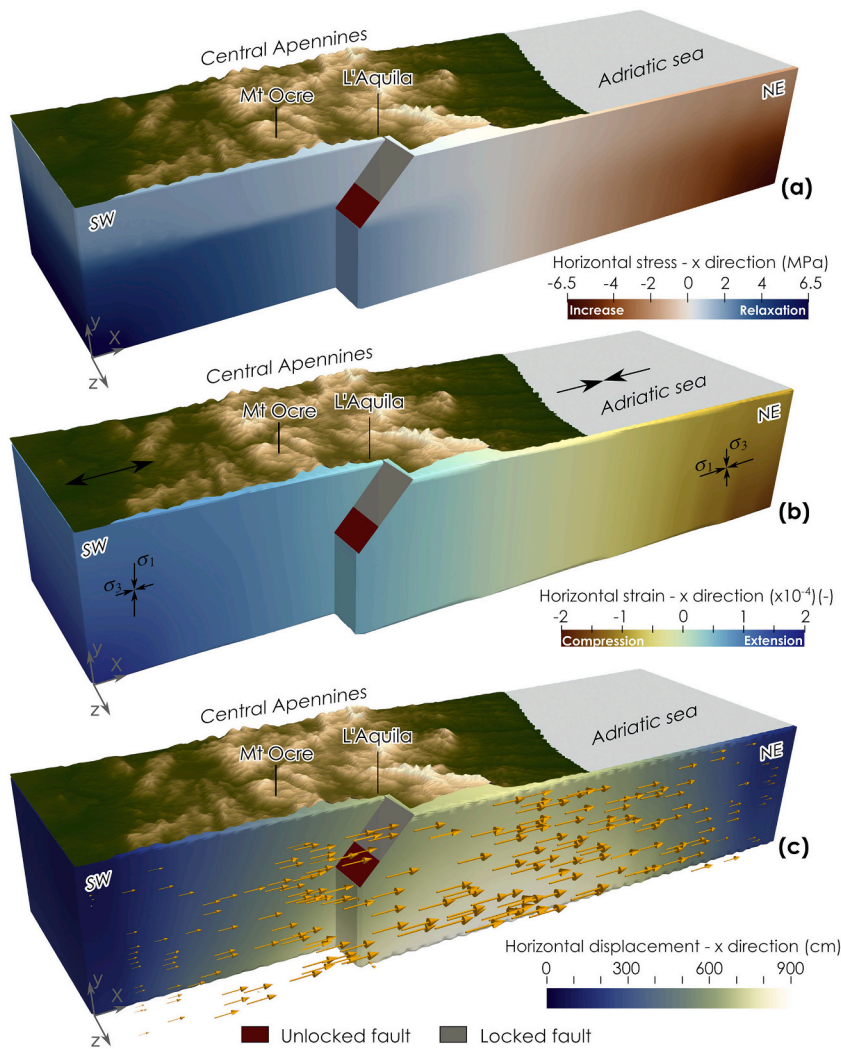 Central Apennines
Adriatic sea
L'Aquila
Mt Ocre
NE
(a)
SW
Horizontal stress - x direction (MPa)
-6.5 -4 -2 0 2 4 6.5
Increase Relaxation
y
X
z
Central Apennines
Adriatic sea
L'Aquila
Mt Ocre
NE
σ3
σ1
(b)
SW
σ1
σ3
Horizontal strain - x direction (x10⁻⁴)(-)
-2 -1 0 1 2
Compression Extension
y
X
z
Central Apennines
Adriatic sea
L'Aquila
Mt Ocre
NE
(c)
SW
Horizontal displacement - x direction (cm)
0 300 600 900
y
X
z
Unlocked fault Locked fault